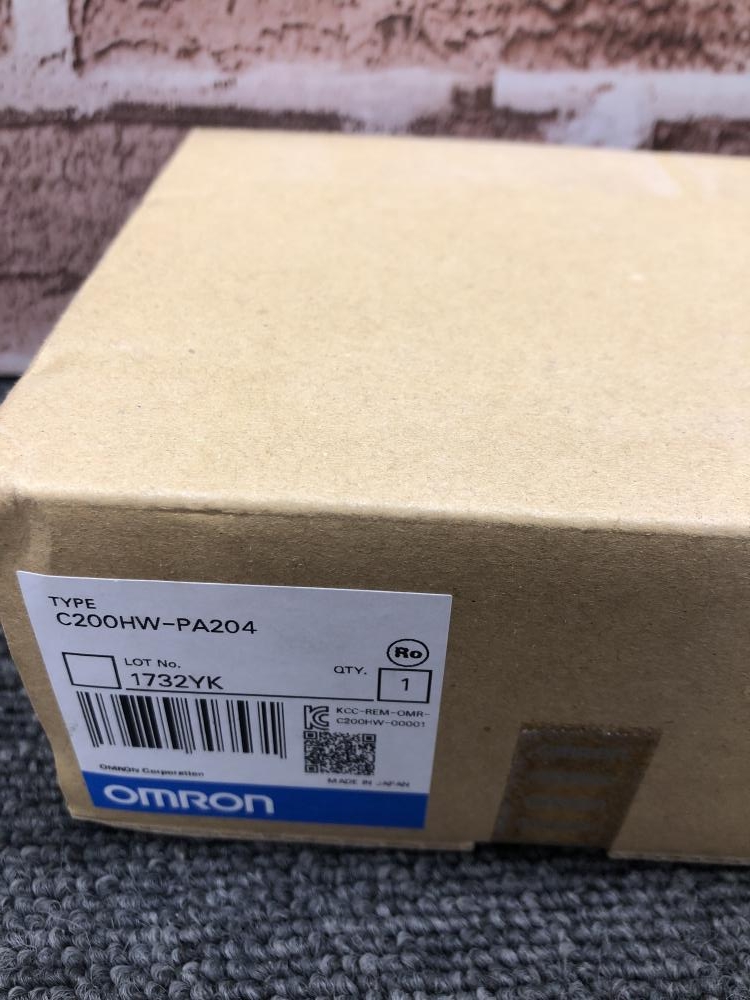 TYPE
C200HW-PA204
Ro
LOT No.
1732YK
QTY.
1
KCC-REM-OMR-
C200HW-00001
OMRON Corporation
MADE IN JAPAN
OMRON